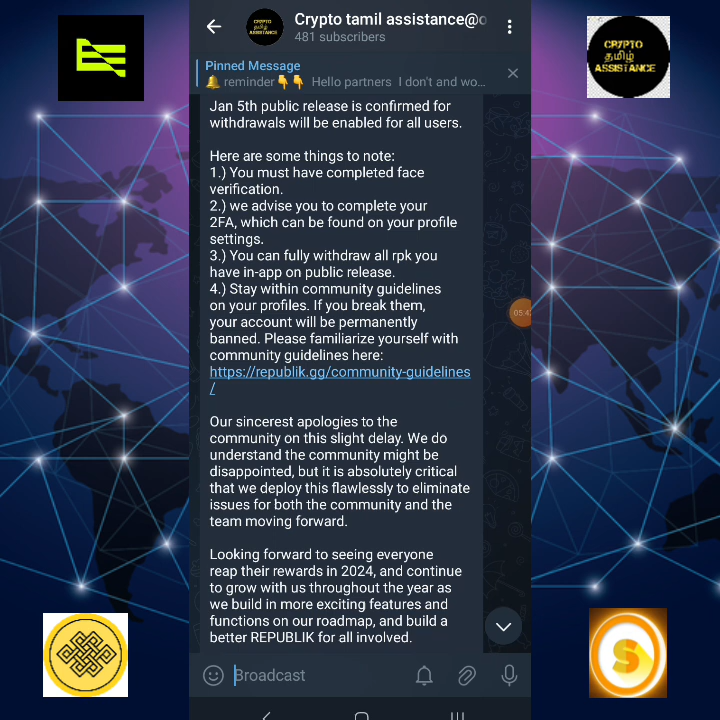 Crypto tamil assistance@o
481 subscribers
CRYPTO
தமிழ்
ASSISTANCE
CRYPTO
தமிழ்
ASSISTANCE
Pinned Message
🔔 reminder👇👇 Hello partners I don't and wo...
Jan 5th public release is confirmed for
withdrawals will be enabled for all users.
Here are some things to note:
1.) You must have completed face
verification.
2.) we advise you to complete your
2FA, which can be found on your profile
settings.
3.) You can fully withdraw all rpk you
have in-app on public release.
4.) Stay within community guidelines
on your profiles. If you break them,
your account will be permanently
banned. Please familiarize yourself with
community guidelines here:
https://republik.gg/community-guidelines
/
Our sincerest apologies to the
community on this slight delay. We do
understand the community might be
disappointed, but it is absolutely critical
that we deploy this flawlessly to eliminate
issues for both the community and the
team moving forward.
Looking forward to seeing everyone
reap their rewards in 2024, and continue
to grow with us throughout the year as
we build in more exciting features and
functions on our roadmap, and build a
better REPUBLIK for all involved.
Broadcast
S